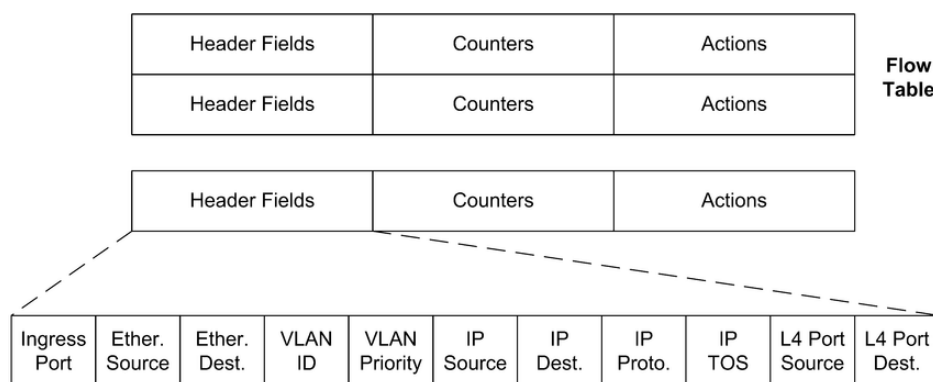 Header Fields Counters Actions
Flow
Table
Header Fields Counters Actions
Header Fields Counters Actions
Ingress Ether. Ether. VLAN VLAN IP IP IP IP L4 Port L4 Port
Port Source Dest. ID Priority Source Dest. Proto. TOS Source Dest.